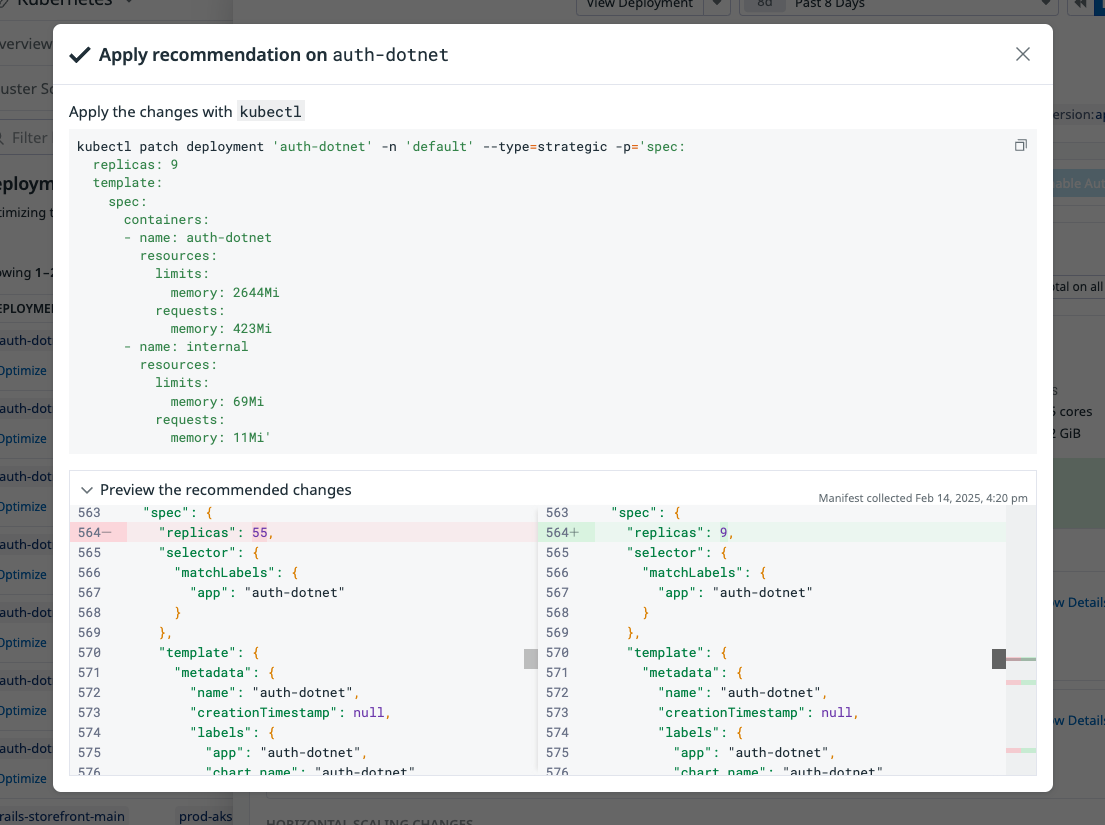 Kubernetes
View Deployment
8d Past 8 Days
verview
uster Sc
ersion:ap
Filter
eploym
able Aut
timizing t
owing 1–2
otal on all
EPLOYMEN
auth-dot
Optimize
auth-dot
Optimize
auth-dot
Optimize
auth-dot
Optimize
auth-dot
Optimize
auth-dot
Optimize
auth-dot
Optimize
rails-storefront-main prod-aks
5 cores
2 GiB
ow Details
ow Details
HORIZONTAL SCALING CHANGES
Apply recommendation on auth-dotnet
Apply the changes with kubectl
kubectl patch deployment 'auth-dotnet' -n 'default' --type=strategic -p='spec:
replicas: 9
template:
spec:
containers:
- name: auth-dotnet
resources:
limits:
memory: 2644Mi
requests:
memory: 423Mi
- name: internal
resources:
limits:
memory: 69Mi
requests:
memory: 11Mi'
Preview the recommended changes
Manifest collected Feb 14, 2025, 4:20 pm
563 "spec": {
564− "replicas": 55,
565 "selector": {
566 "matchLabels": {
567 "app": "auth-dotnet"
568 }
569 },
570 "template": {
571 "metadata": {
572 "name": "auth-dotnet",
573 "creationTimestamp": null,
574 "labels": {
575 "app": "auth-dotnet",
576 "chart_name": "auth-dotnet"
563 "spec": {
564+ "replicas": 9,
565 "selector": {
566 "matchLabels": {
567 "app": "auth-dotnet"
568 }
569 },
570 "template": {
571 "metadata": {
572 "name": "auth-dotnet",
573 "creationTimestamp": null,
574 "labels": {
575 "app": "auth-dotnet",
576 "chart_name": "auth-dotnet"